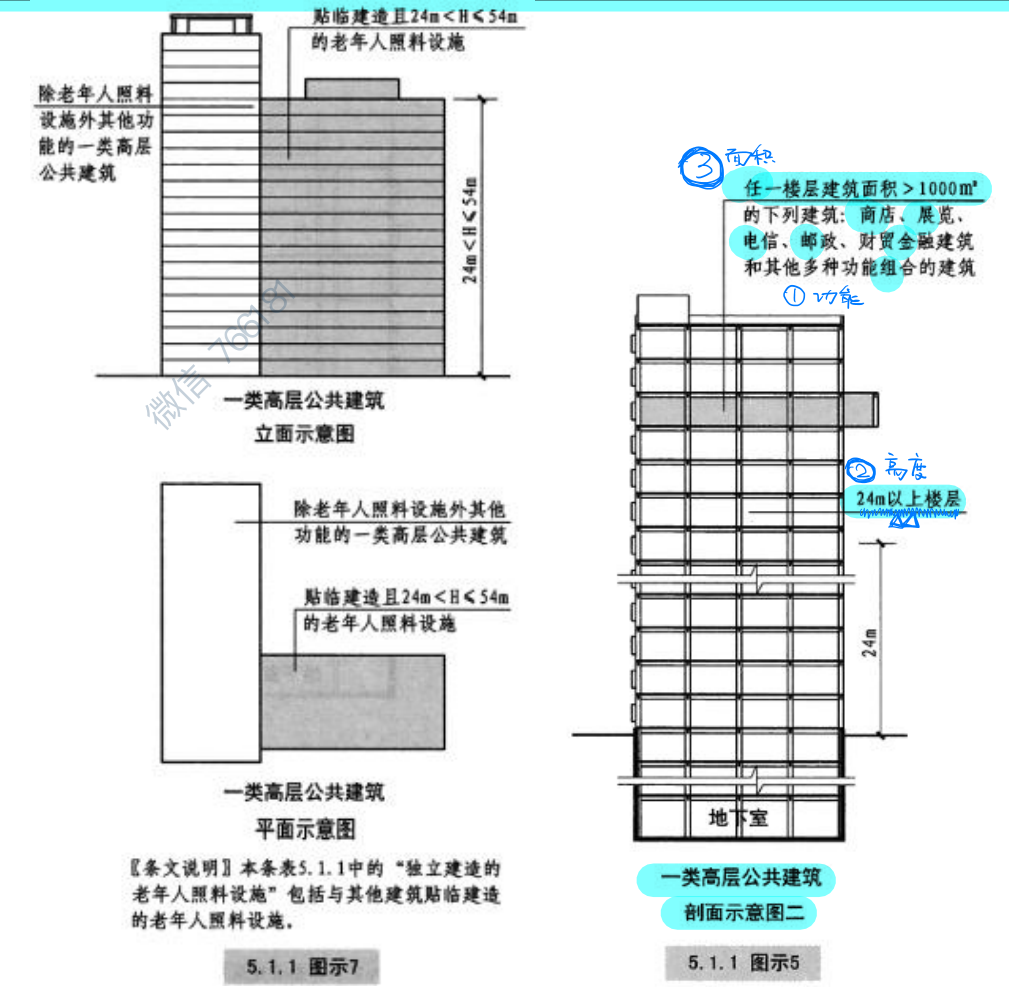 贴临建造且24m<H≤54m
的老年人照料设施
除老年人照料
设施外其他功
能的一类高层
公共建筑
24m<H≤54m
微信 766181
一类高层公共建筑
立面示意图
除老年人照料设施外其他
功能的一类高层公共建筑
贴临建造且24m<H≤54m
的老年人照料设施
一类高层公共建筑
平面示意图
〖条文说明〗本条表5.1.1中的“独立建造的
老年人照料设施”包括与其他建筑贴临建造
的老年人照料设施。
5.1.1 图示7
③ 面积
任一楼层建筑面积>1000m²
的下列建筑: 商店、展览、
电信、邮政、财贸金融建筑
和其他多种功能组合的建筑
① 功能
② 高度
24m以上楼层
24m
地下室
一类高层公共建筑
剖面示意图二
5.1.1 图示5